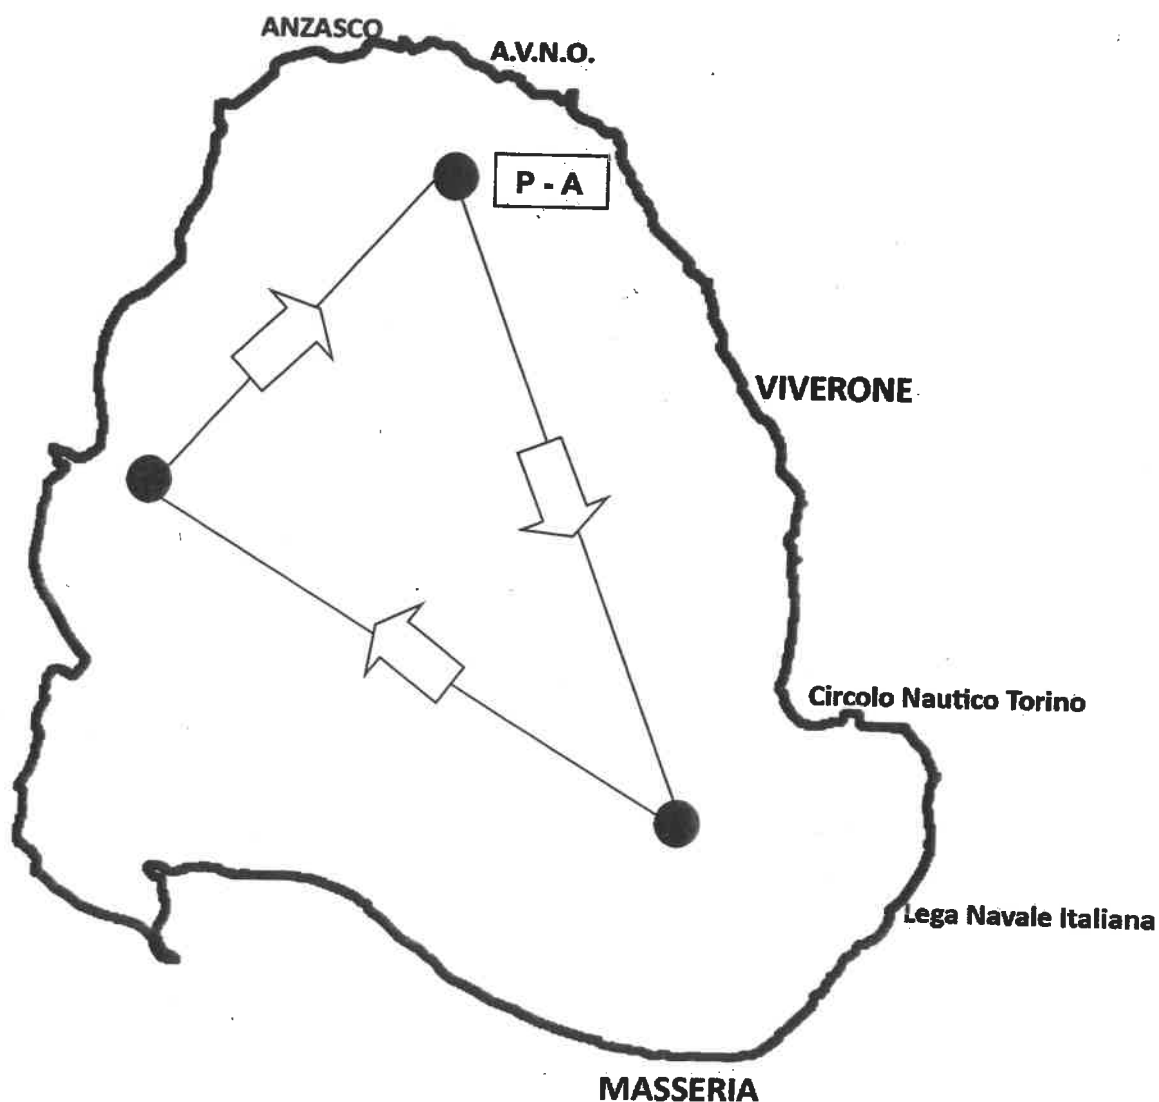 ANZASCO
A.V.N.O.
P - A
VIVERONE
Circolo Nautico Torino
Lega Navale Italiana
MASSERIA